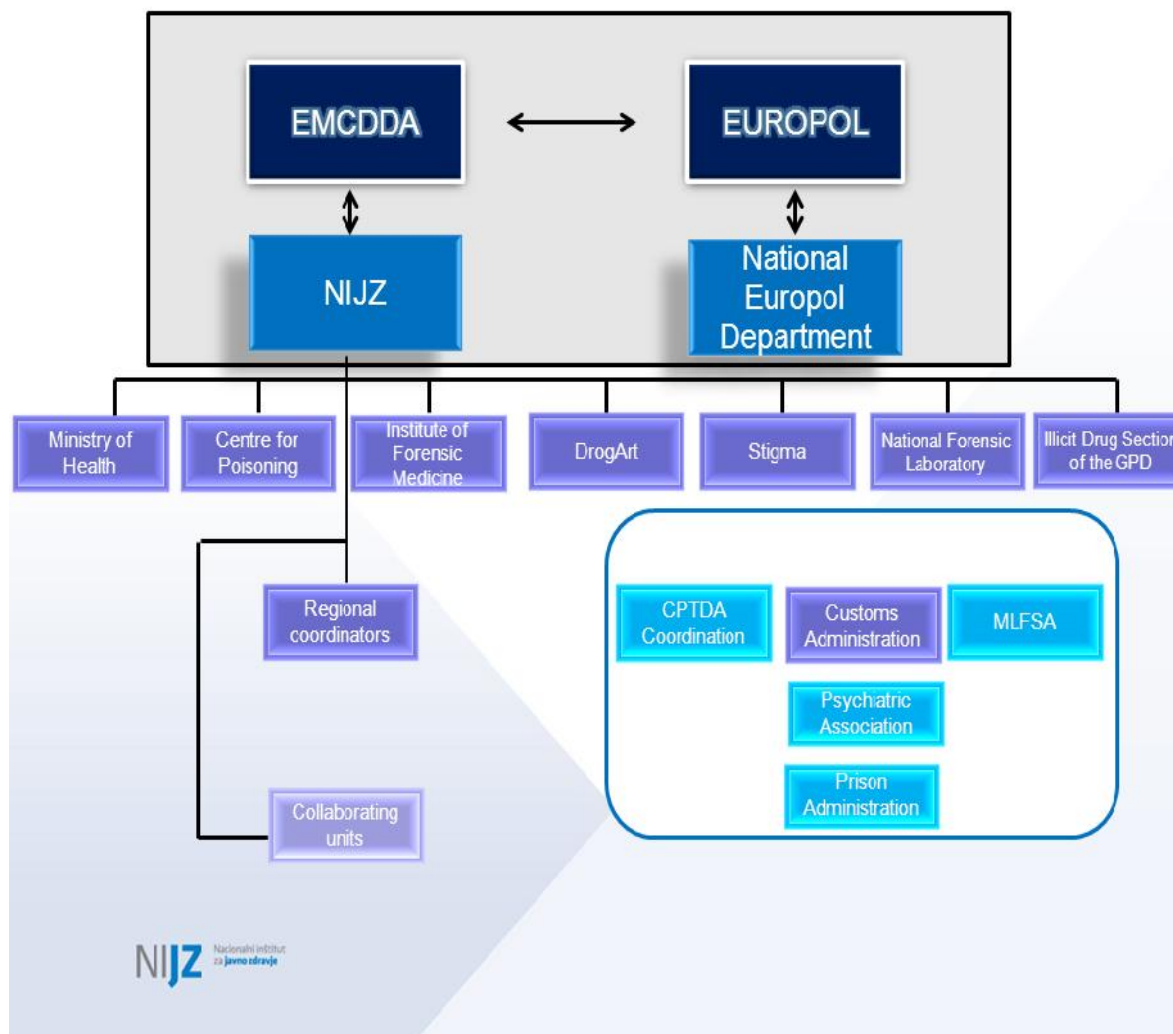 EMCDDA
EUROPOL
NIJZ
National
Europol
Department
Ministry of
Health
Centre for
Poisoning
Institute of
Forensic
Medicine
DrogArt
Stigma
National Forensic
Laboratory
Illicit Drug Section
of the GPD
Regional
coordinators
CPTDA
Coordination
Customs
Administration
MLFSA
Psychiatric
Association
Prison
Administration
Collaborating
units
NIJZ
Nacionalni inštitut
za javno zdravje